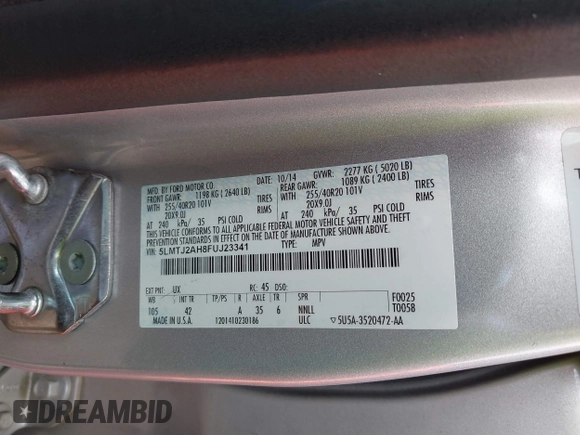 MFD. BY FORD MOTOR CO.
DATE: 10/14 GVWR: 2277 KG ( 5020 LB)
FRONT GAWR: 1198 KG ( 2640 LB) REAR GAWR: 1089 KG ( 2400 LB)
WITH 255/40R20 101V TIRES WITH 255/40R20 101V TIRES
20X9.0J RIMS 20X9.0J RIMS
AT 240 kPa/ 35 PSI COLD AT 240 kPa/ 35 PSI COLD
THIS VEHICLE CONFORMS TO ALL APPLICABLE FEDERAL MOTOR VEHICLE SAFETY AND THEFT
PREVENTION STANDARDS IN EFFECT ON THE DATE OF MANUFACTURE SHOWN ABOVE.
VIN: 5LMTJ2AH8FUJ23341
TYPE: MPV
EXT PNT: UX RC: 45 DSO:
WB INT TR TP/PS R AXLE TR SPR F0025
105 42 A 35 6 NNLL T0058
MADE IN U.S.A. 1201410230186 ULC 5U5A-3520472-AA
DREAMBID